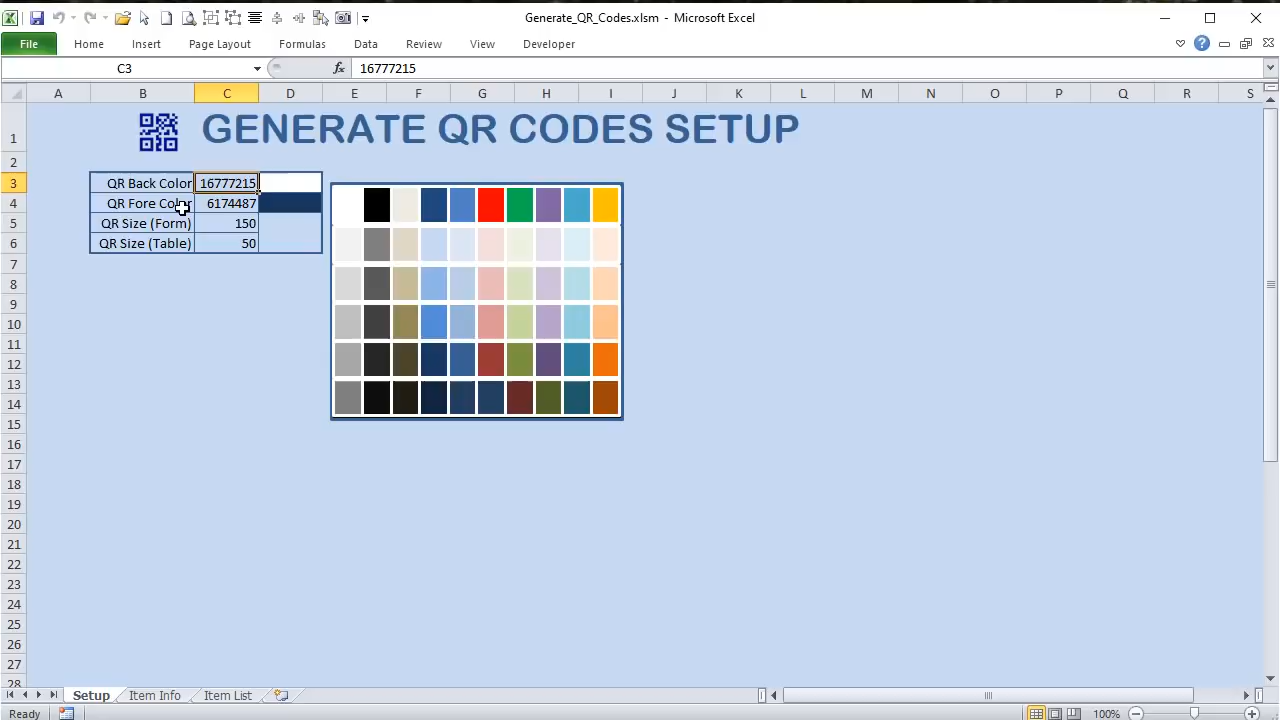 Generate_QR_Codes.xlsm - Microsoft Excel
File Home Insert Page Layout Formulas Data Review View Developer
C3 fx 16777215
A B C D E F G H I J K L M N O P Q R S
1 GENERATE QR CODES SETUP
2
3 QR Back Color 16777215
4 QR Fore Color 6174487
5 QR Size (Form) 150
6 QR Size (Table) 50
7
8
9
10
11
12
13
14
15
16
17
18
19
20
21
22
23
24
25
26
27
28
Setup Item Info Item List
Ready 100%